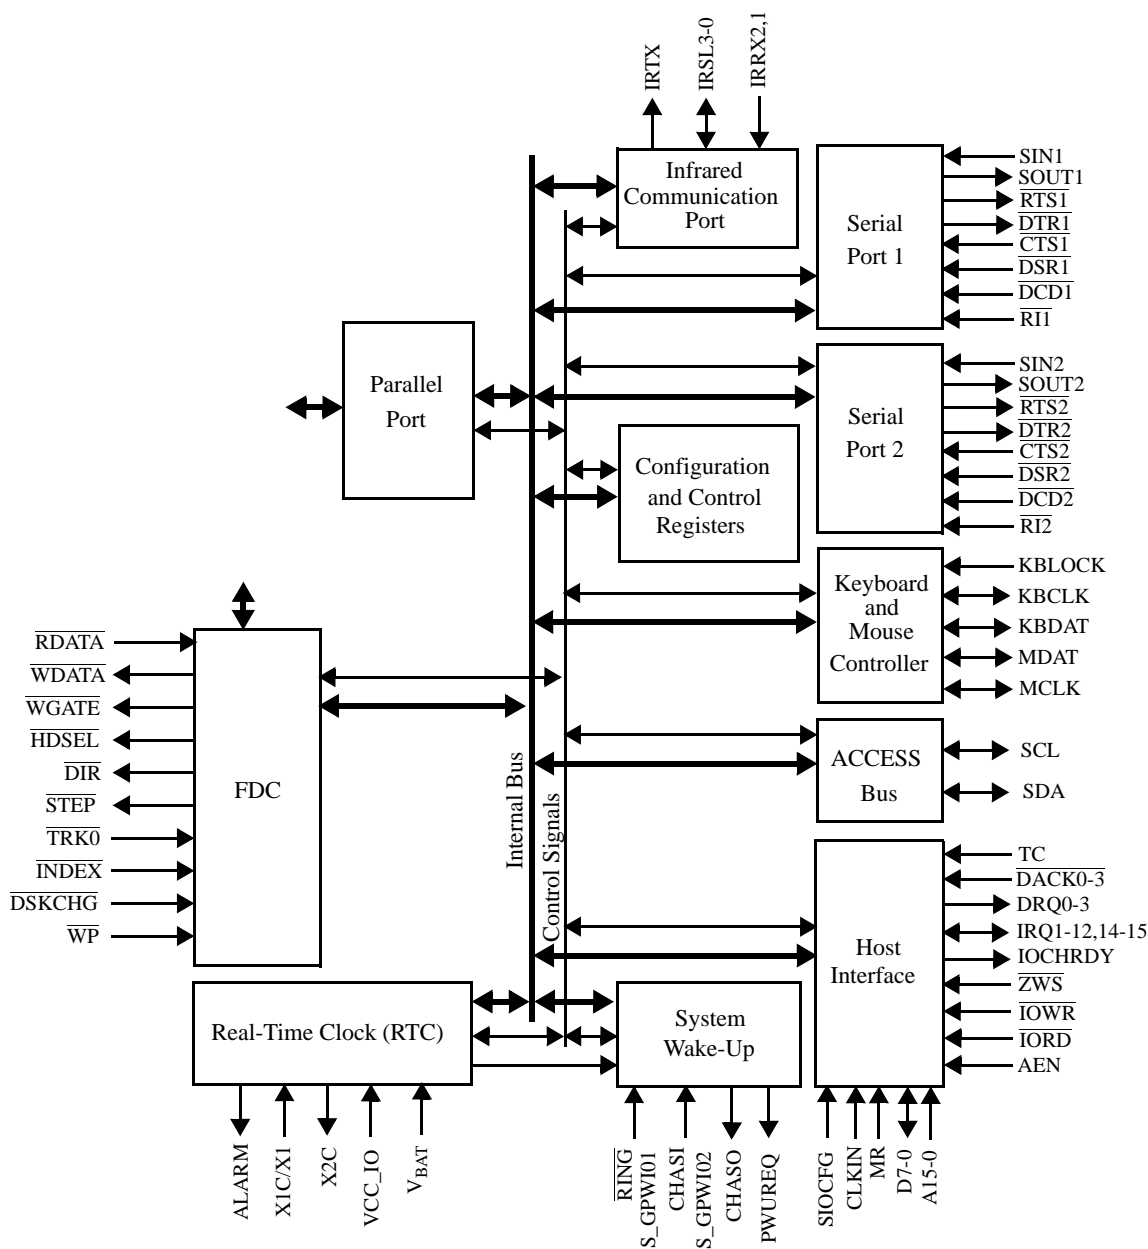 IRTX
IRSL3-0
IRRX2,1
Infrared
Communication
Port
Serial
Port 1
SIN1
SOUT1
RTS1
DTR1
CTS1
DSR1
DCD1
RI1
Parallel
Port
Serial
Port 2
SIN2
SOUT2
RTS2
DTR2
CTS2
DSR2
DCD2
RI2
Configuration
and Control
Registers
Keyboard
and
Mouse
Controller
KBLOCK
KBCLK
KBDAT
MDAT
MCLK
RDATA
WDATA
WGATE
HDSEL
DIR
STEP
TRK0
INDEX
DSKCHG
WP
FDC
Internal Bus
Control Signals
ACCESS
Bus
SCL
SDA
Host
Interface
TC
DACK0-3
DRQ0-3
IRQ1-12,14-15
IOCHRDY
ZWS
IOWR
IORD
AEN
Real-Time Clock (RTC)
System
Wake-Up
ALARM
X1C/X1
X2C
VCC_IO
VBAT
RING
S_GPWI01
CHASI
S_GPWI02
CHASO
PWUREQ
SIOCFG
CLKIN
MR
D7-0
A15-0